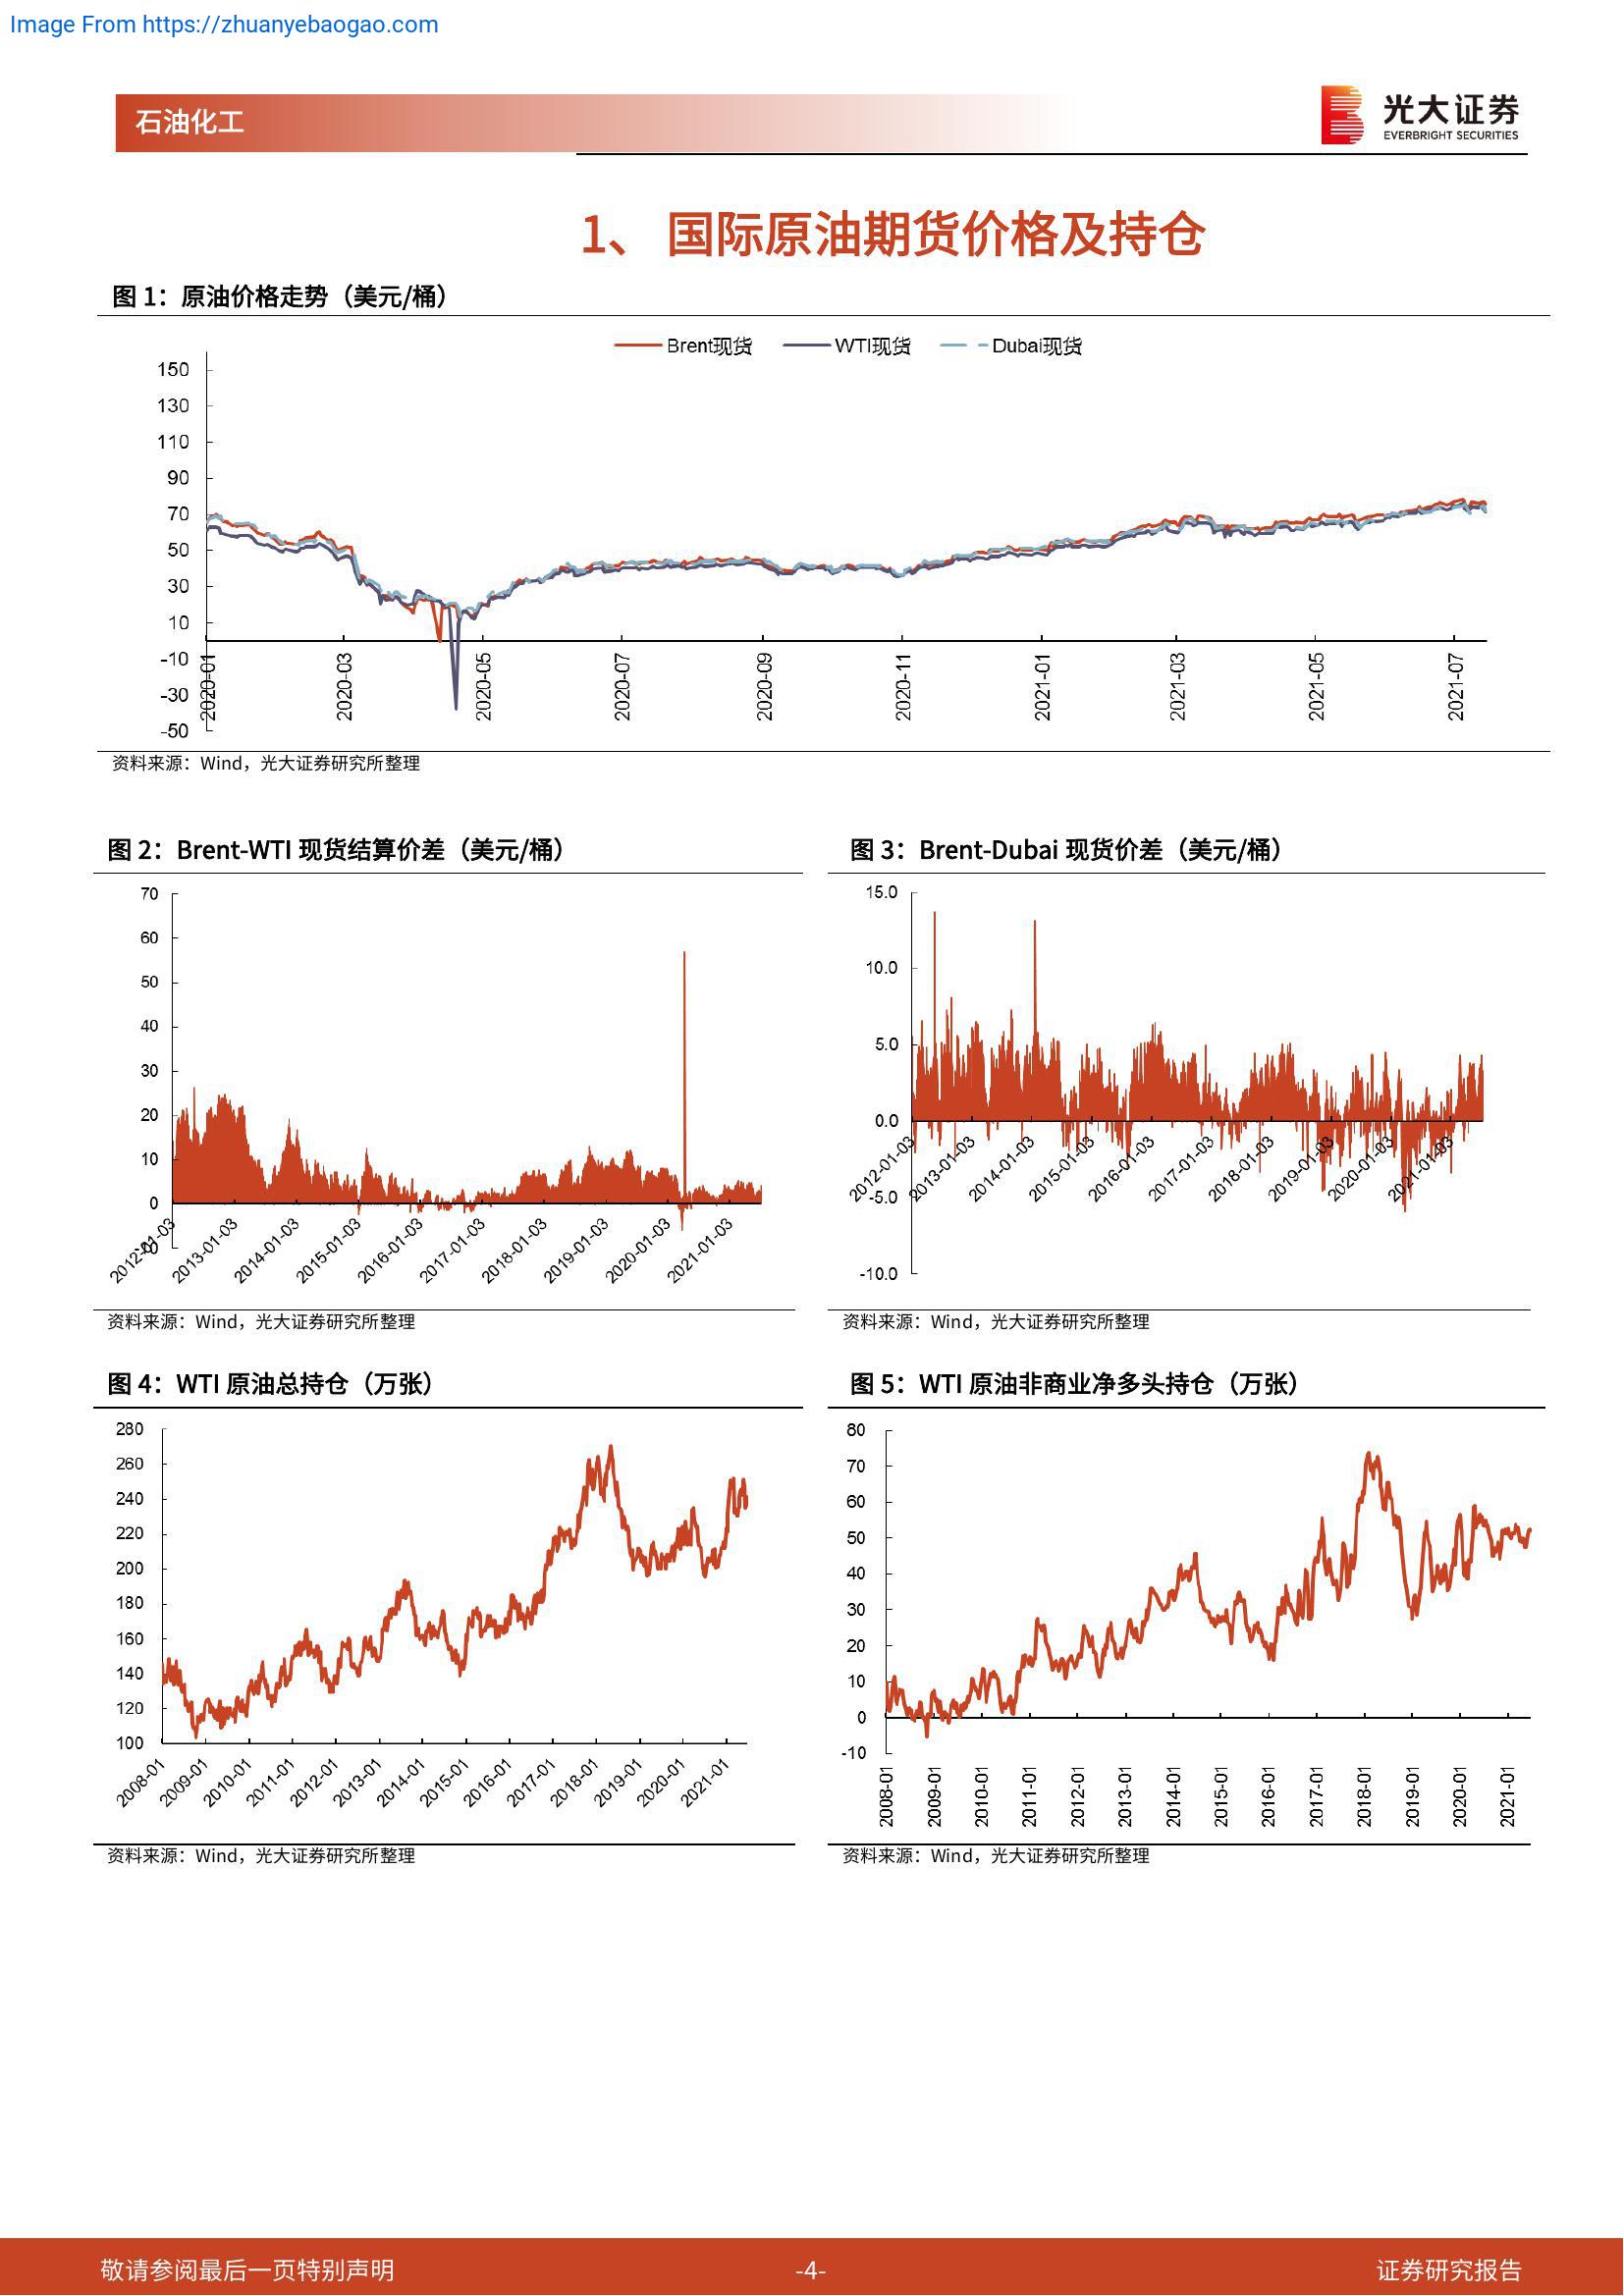 Image From https://zhuanyebaogao.com
石油化工
光大证券
EVERBRIGHT SECURITIES
1、 国际原油期货价格及持仓
图 1：原油价格走势（美元/桶）
Brent现货 WTI现货 Dubai现货
150
130
110
90
70
50
30
10
-10
-30
-50
2020-01 2020-03 2020-05 2020-07 2020-09 2020-11 2021-01 2021-03 2021-05 2021-07
资料来源：Wind，光大证券研究所整理
图 2：Brent-WTI 现货结算价差（美元/桶）
70
60
50
40
30
20
10
0
-10
2012-01-03 2013-01-03 2014-01-03 2015-01-03 2016-01-03 2017-01-03 2018-01-03 2019-01-03 2020-01-03 2021-01-03
资料来源：Wind，光大证券研究所整理
图 3：Brent-Dubai 现货价差（美元/桶）
15.0
10.0
5.0
0.0
-5.0
-10.0
2012-01-03 2013-01-03 2014-01-03 2015-01-03 2016-01-03 2017-01-03 2018-01-03 2019-01-03 2020-01-03 2021-01-03
资料来源：Wind，光大证券研究所整理
图 4：WTI 原油总持仓（万张）
280
260
240
220
200
180
160
140
120
100
2008-01 2009-01 2010-01 2011-01 2012-01 2013-01 2014-01 2015-01 2016-01 2017-01 2018-01 2019-01 2020-01 2021-01
资料来源：Wind，光大证券研究所整理
图 5：WTI 原油非商业净多头持仓（万张）
80
70
60
50
40
30
20
10
0
-10
2008-01 2009-01 2010-01 2011-01 2012-01 2013-01 2014-01 2015-01 2016-01 2017-01 2018-01 2019-01 2020-01 2021-01
资料来源：Wind，光大证券研究所整理
敬请参阅最后一页特别声明 -4- 证券研究报告